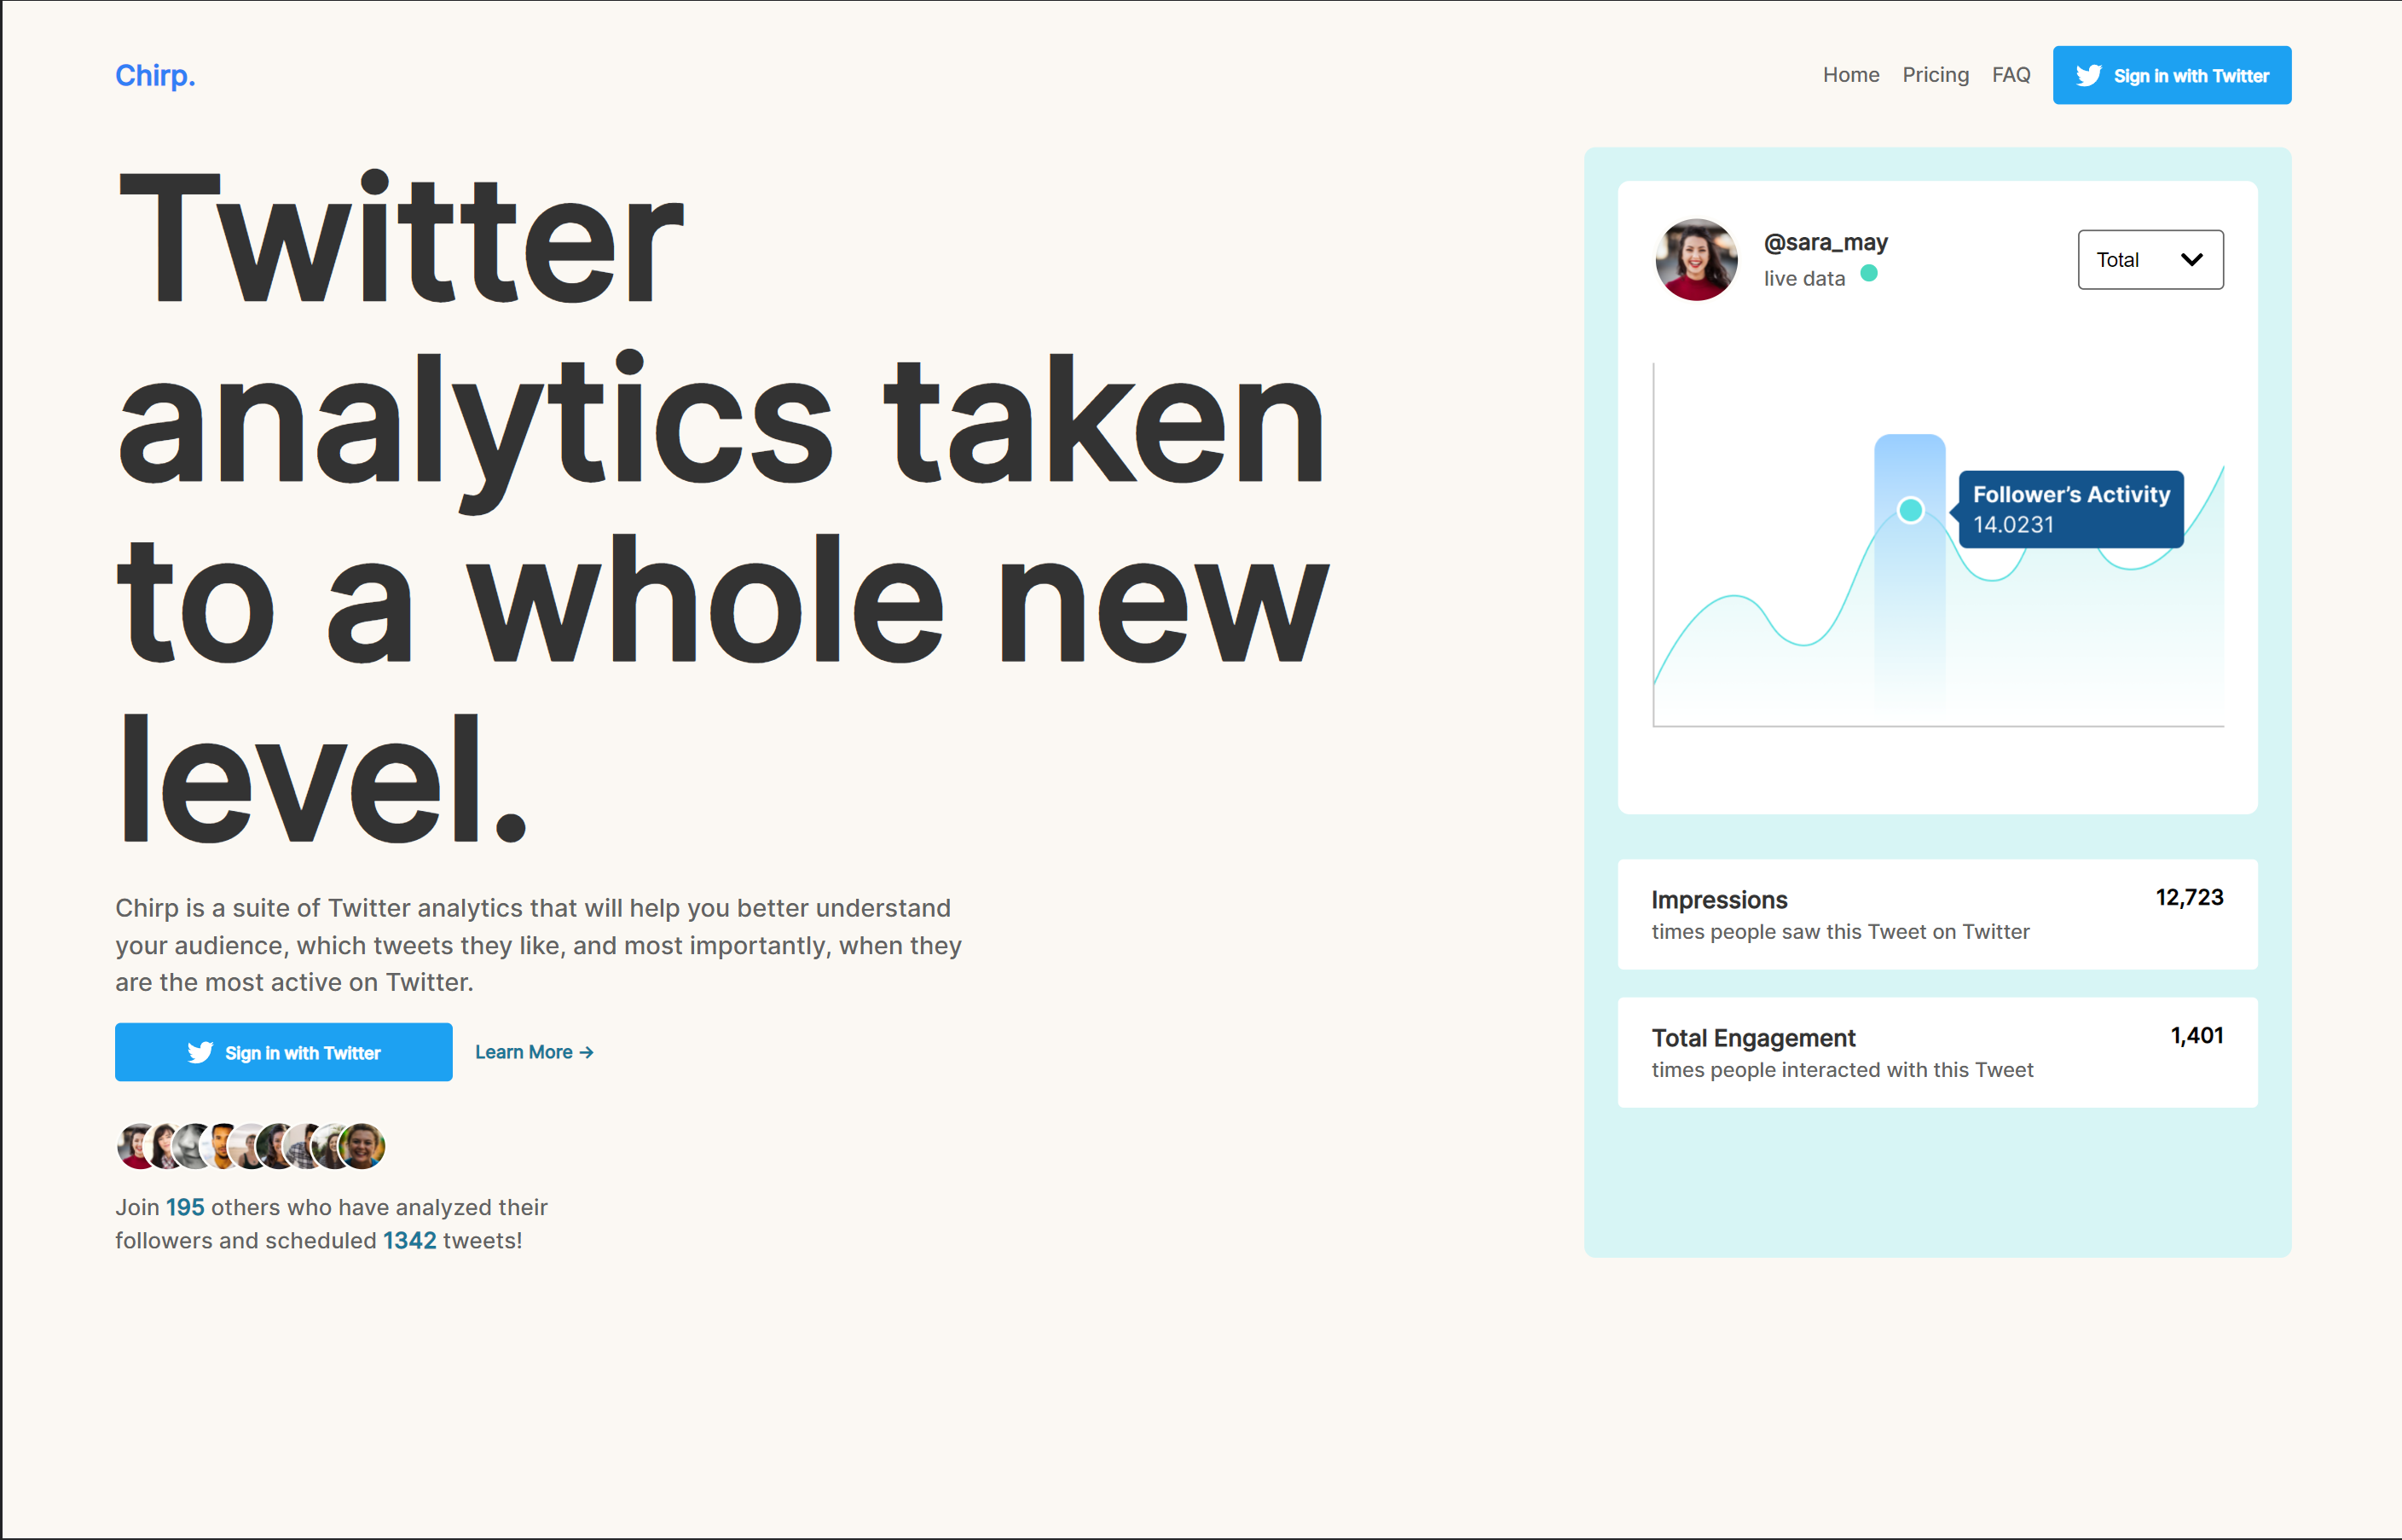 Chirp.
Home Pricing FAQ Sign in with Twitter
Twitter
analytics taken
to a whole new
level.
Chirp is a suite of Twitter analytics that will help you better understand
your audience, which tweets they like, and most importantly, when they
are the most active on Twitter.
Sign in with Twitter Learn More →
Join 195 others who have analyzed their
followers and scheduled 1342 tweets!
@sara_may
live data
Total
Follower’s Activity
14.0231
Impressions 12,723
times people saw this Tweet on Twitter
Total Engagement 1,401
times people interacted with this Tweet